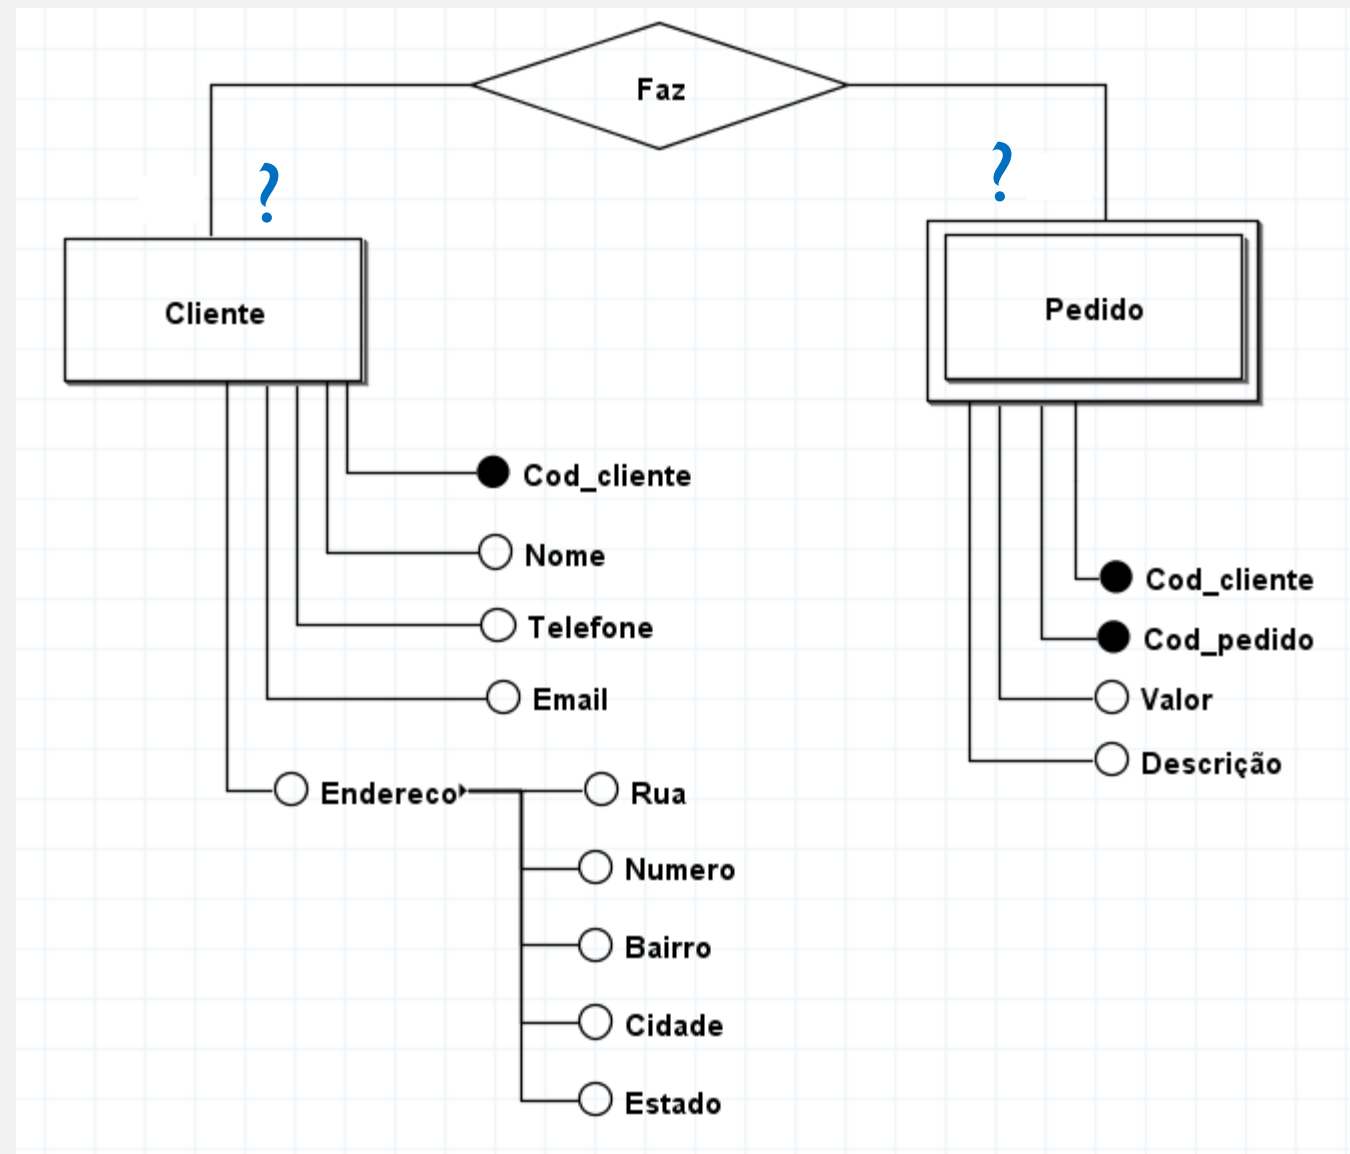 Faz
?
?
Cliente
Pedido
Cod_cliente
Nome
Telefone
Email
Endereco
Rua
Numero
Bairro
Cidade
Estado
Cod_cliente
Cod_pedido
Valor
Descrição